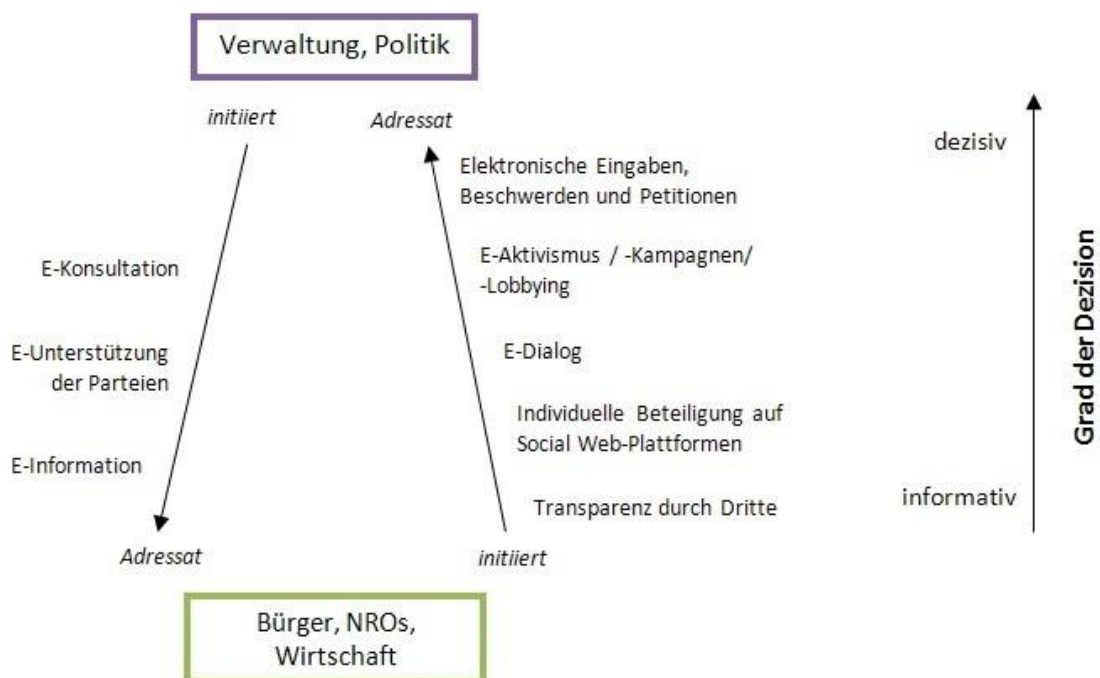 Verwaltung, Politik
initiiert
Adressat
dezisiv
Elektronische Eingaben,
Beschwerden und Petitionen
E-Konsultation
E-Aktivismus / -Kampagnen/
-Lobbying
E-Unterstützung
der Parteien
E-Dialog
Individuelle Beteiligung auf
Social Web-Plattformen
E-Information
Transparenz durch Dritte
informativ
Grad der Dezision
Adressat
initiiert
Bürger, NROs,
Wirtschaft